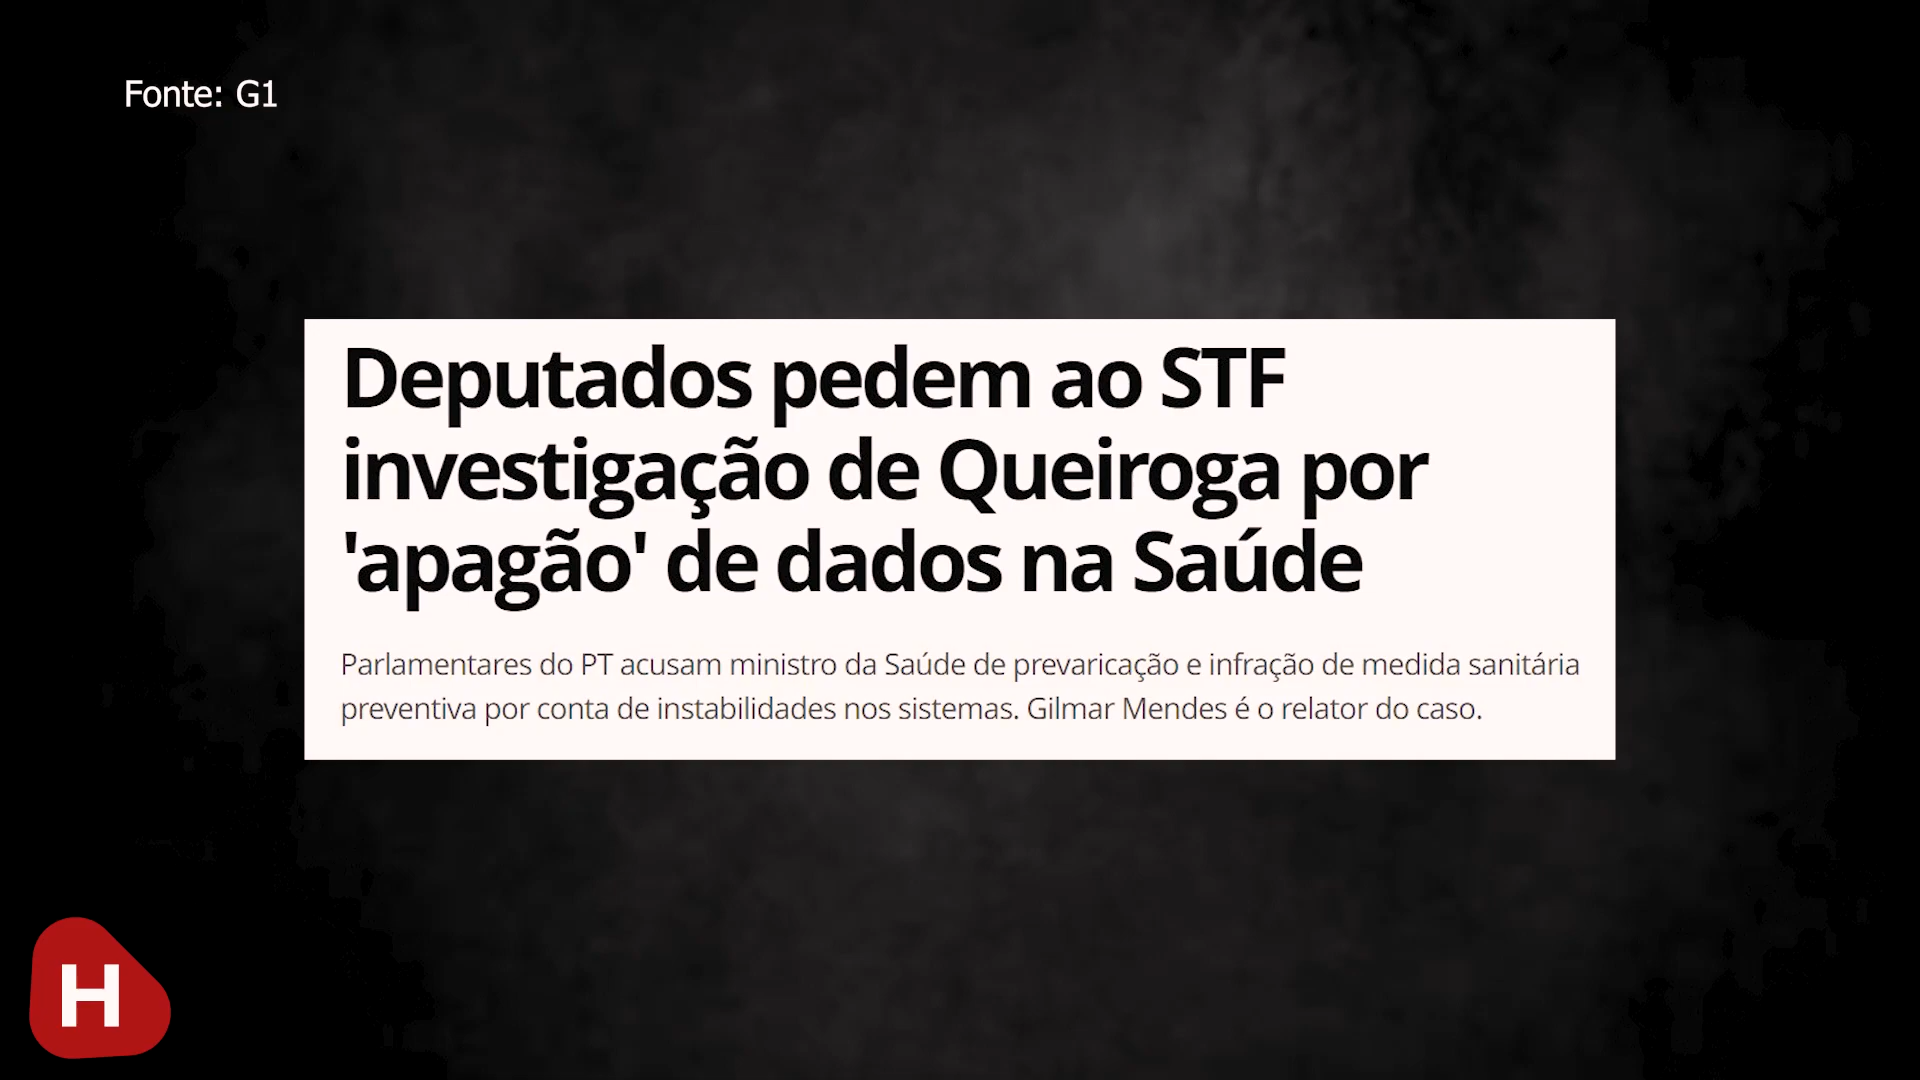 Fonte: G1
Deputados pedem ao STF
investigação de Queiroga por
'apagão' de dados na Saúde
Parlamentares do PT acusam ministro da Saúde de prevaricação e infração de medida sanitária
preventiva por conta de instabilidades nos sistemas. Gilmar Mendes é o relator do caso.
H